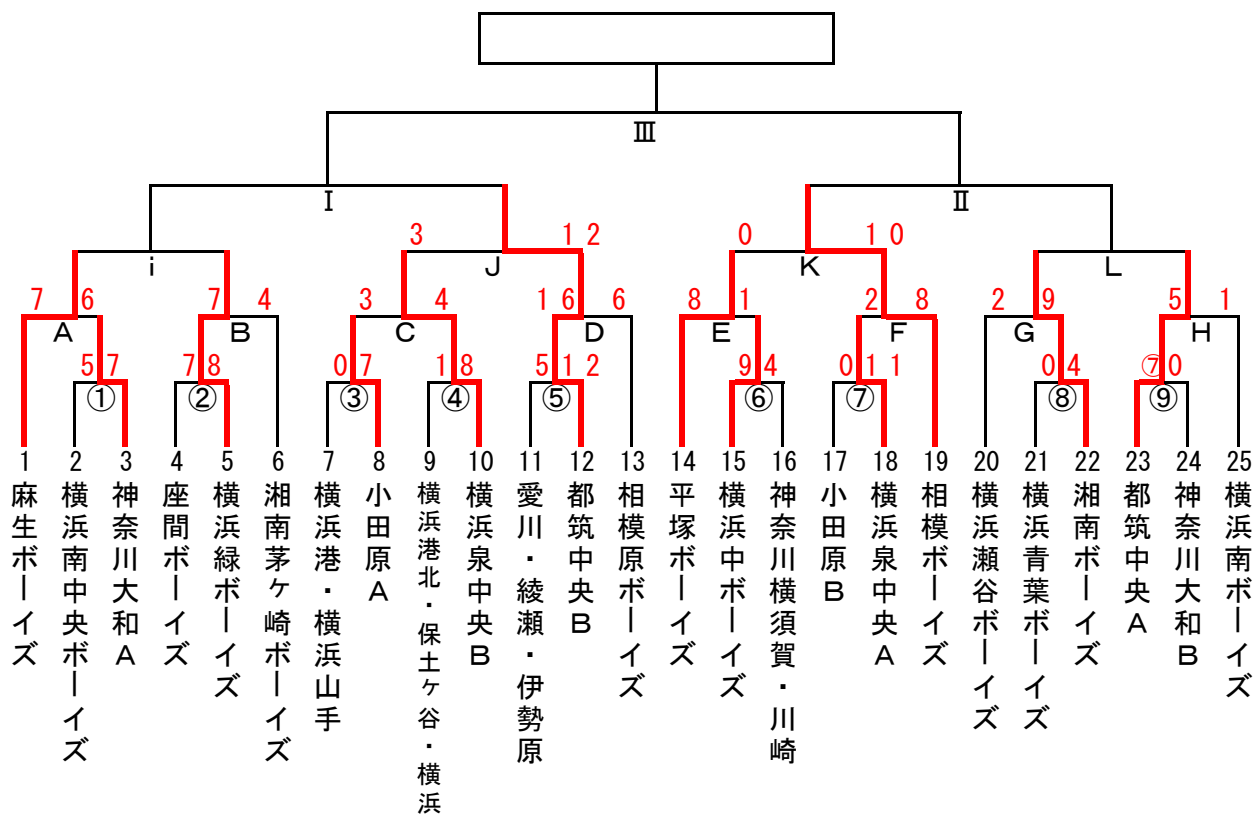 Ⅲ
Ⅰ
Ⅱ
3
1 2
0
1 0
i
J
K
L
7 6
7 4
3 4
1 6 6
8 1
2 8
2 9
5 1
A
B
C
D
E
F
G
H
5 7
7 8
0 7
1 8
5 1 2
9 4
0 1 1
0 4
⑦ 0
①
②
③
④
⑤
⑥
⑦
⑧
⑨
1 麻生ボーイズ
2 横浜南中央ボーイズ
3 神奈川大和A
4 座間ボーイズ
5 横浜緑ボーイズ
6 湘南茅ヶ崎ボーイズ
7 横浜港・横浜山手
8 小田原A
9 横浜港北・保土ヶ谷・横浜
10 横浜泉中央B
11 愛川・綾瀬・伊勢原
12 都筑中央B
13 相模原ボーイズ
14 平塚ボーイズ
15 横浜中ボーイズ
16 神奈川横須賀・川崎
17 小田原B
18 横浜泉中央A
19 相模ボーイズ
20 横浜瀬谷ボーイズ
21 横浜青葉ボーイズ
22 湘南ボーイズ
23 都筑中央A
24 神奈川大和B
25 横浜南ボーイズ